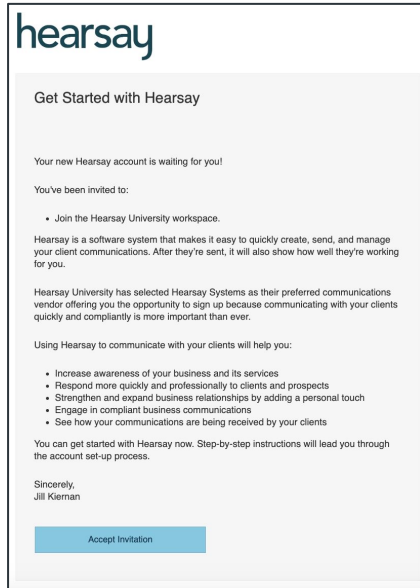 hearsay
Get Started with Hearsay
Your new Hearsay account is waiting for you!
You've been invited to:
• Join the Hearsay University workspace.
Hearsay is a software system that makes it easy to quickly create, send, and manage
your client communications. After they're sent, it will also show how well they're working
for you.
Hearsay University has selected Hearsay Systems as their preferred communications
vendor offering you the opportunity to sign up because communicating with your clients
quickly and compliantly is more important than ever.
Using Hearsay to communicate with your clients will help you:
• Increase awareness of your business and its services
• Respond more quickly and professionally to clients and prospects
• Strengthen and expand business relationships by adding a personal touch
• Engage in compliant business communications
• See how your communications are being received by your clients
You can get started with Hearsay now. Step-by-step instructions will lead you through
the account set-up process.
Sincerely,
Jill Kiernan
Accept Invitation